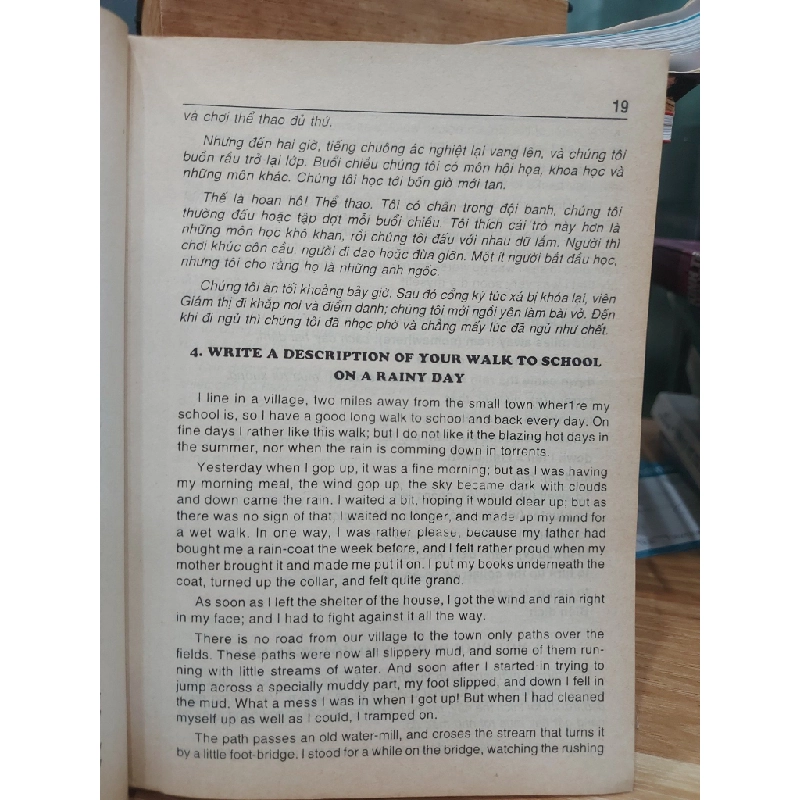 19
và chơi thể thao đủ thứ.
Nhưng đến hai giờ, tiếng chuông ác nghiệt lại vang lên, và chúng tôi
buồn rầu trở lại lớp. Buổi chiều chúng tôi có môn hội họa, khoa học và
những môn khác. Chúng tôi học tới bốn giờ mới tan.
Thế là hoan hô! Thể thao. Tôi có chân trong đội banh, chúng tôi
thường đấu hoặc tập dợt mỗi buổi chiều. Tôi thích cái trò này hơn là
những môn học khô khan, rồi chúng tôi đấu với nhau dữ lắm. Người thì
chơi khúc côn cầu, người đi dạo hoặc đùa giỡn. Một ít người bắt đầu học,
nhưng tôi cho rằng họ là những anh ngốc.
Chúng tôi ăn tối khoảng bảy giờ. Sau đó cổng ký túc xá bị khóa lại, viên
Giám thị đi khắp nơi và điểm danh; chúng tôi mới ngồi yên làm bài vở. Đến
khi đi ngủ thì chúng tôi đã nhọc phờ và chẳng mấy lúc đã ngủ như chết.
4. WRITE A DESCRIPTION OF YOUR WALK TO SCHOOL
ON A RAINY DAY
I line in a village, two miles away from the small town wher1re my
school is, so I have a good long walk to school and back every day. On
fine days I rather like this walk; but I do not like it the blazing hot days in
the summer, nor when the rain is comming down in torrents.
Yesterday when I gop up, it was a fine morning; but as I was having
my morning meal, the wind gop up, the sky became dark with clouds
and down came the rain. I waited a bit, hoping it would clear up; but as
there was no sign of that, I waited no longer, and made up my mind for
a wet walk. In one way, I was rather please, because my father had
bought me a rain-coat the week before, and I felt rather proud when my
mother brought it and made me put it on. I put my books underneath the
coat, turned up the collar, and felt quite grand.
As soon as I left the shelter of the house, I got the wind and rain right
in my face; and I had to fight against it all the way.
There is no road from our village to the town only paths over the
fields. These paths were now all slippery mud, and some of them run-
ning with little streams of water. And soon after I started in trying to
jump across a specially muddy part, my foot slipped, and down I fell in
the mud. What a mess I was in when I got up! But when I had cleaned
myself up as well as I could, I tramped on.
The path passes an old water-mill, and croses the stream that turns it
by a little foot-bridge. I stood for a while on the bridge, watching the rushing